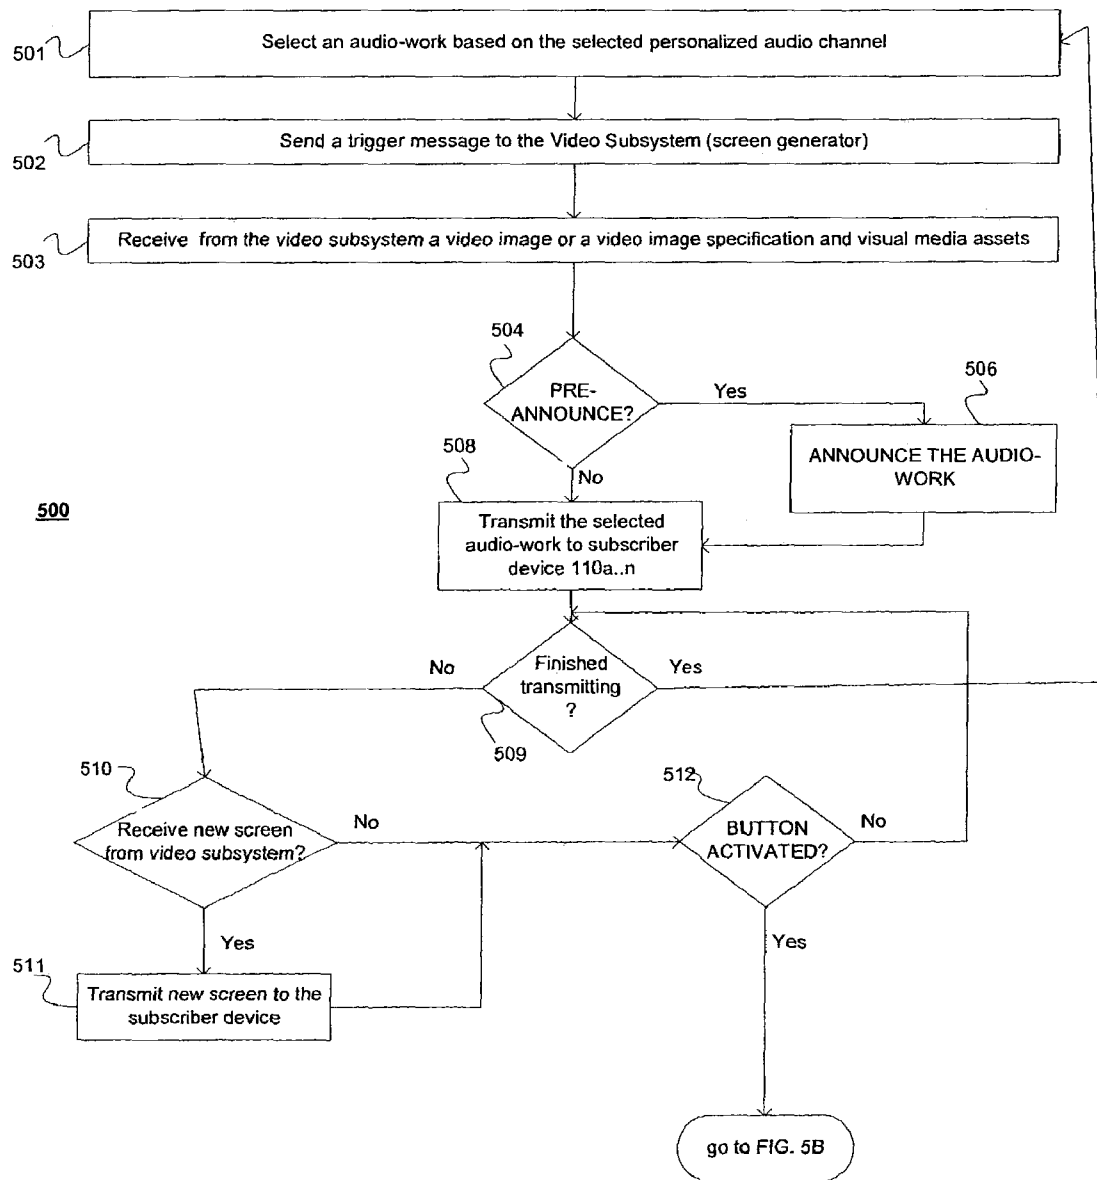 501
Select an audio-work based on the selected personalized audio channel
502
Send a trigger message to the Video Subsystem (screen generator)
503
Receive from the video subsystem a video image or a video image specification and visual media assets
504
PRE-
ANNOUNCE?
Yes
No
506
ANNOUNCE THE AUDIO-
WORK
508
Transmit the selected
audio-work to subscriber
device 110a..n
500
Finished
transmitting
?
No
Yes
509
510
Receive new screen
from video subsystem?
No
Yes
512
BUTTON
ACTIVATED?
No
Yes
511
Transmit new screen to the
subscriber device
go to FIG. 5B